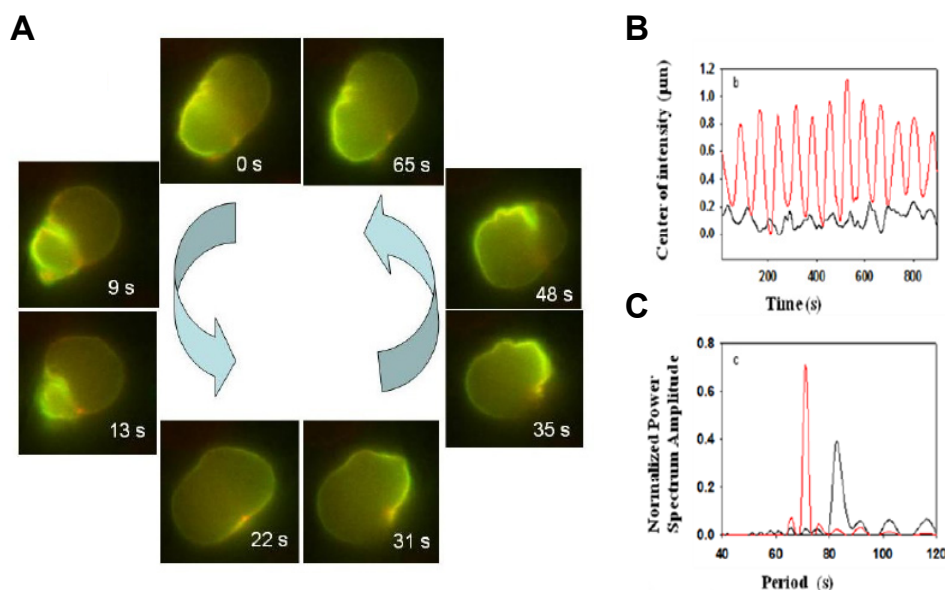 A
0 s
65 s
9 s
48 s
13 s
35 s
22 s
31 s
B
b
Center of intensity (µm)
1.2
1.0
0.8
0.6
0.4
0.2
0.0
200
400
600
800
Time (s)
C
c
Normalized Power
Spectrum Amplitude
0.8
0.6
0.4
0.2
0.0
40
60
80
100
120
Period (s)